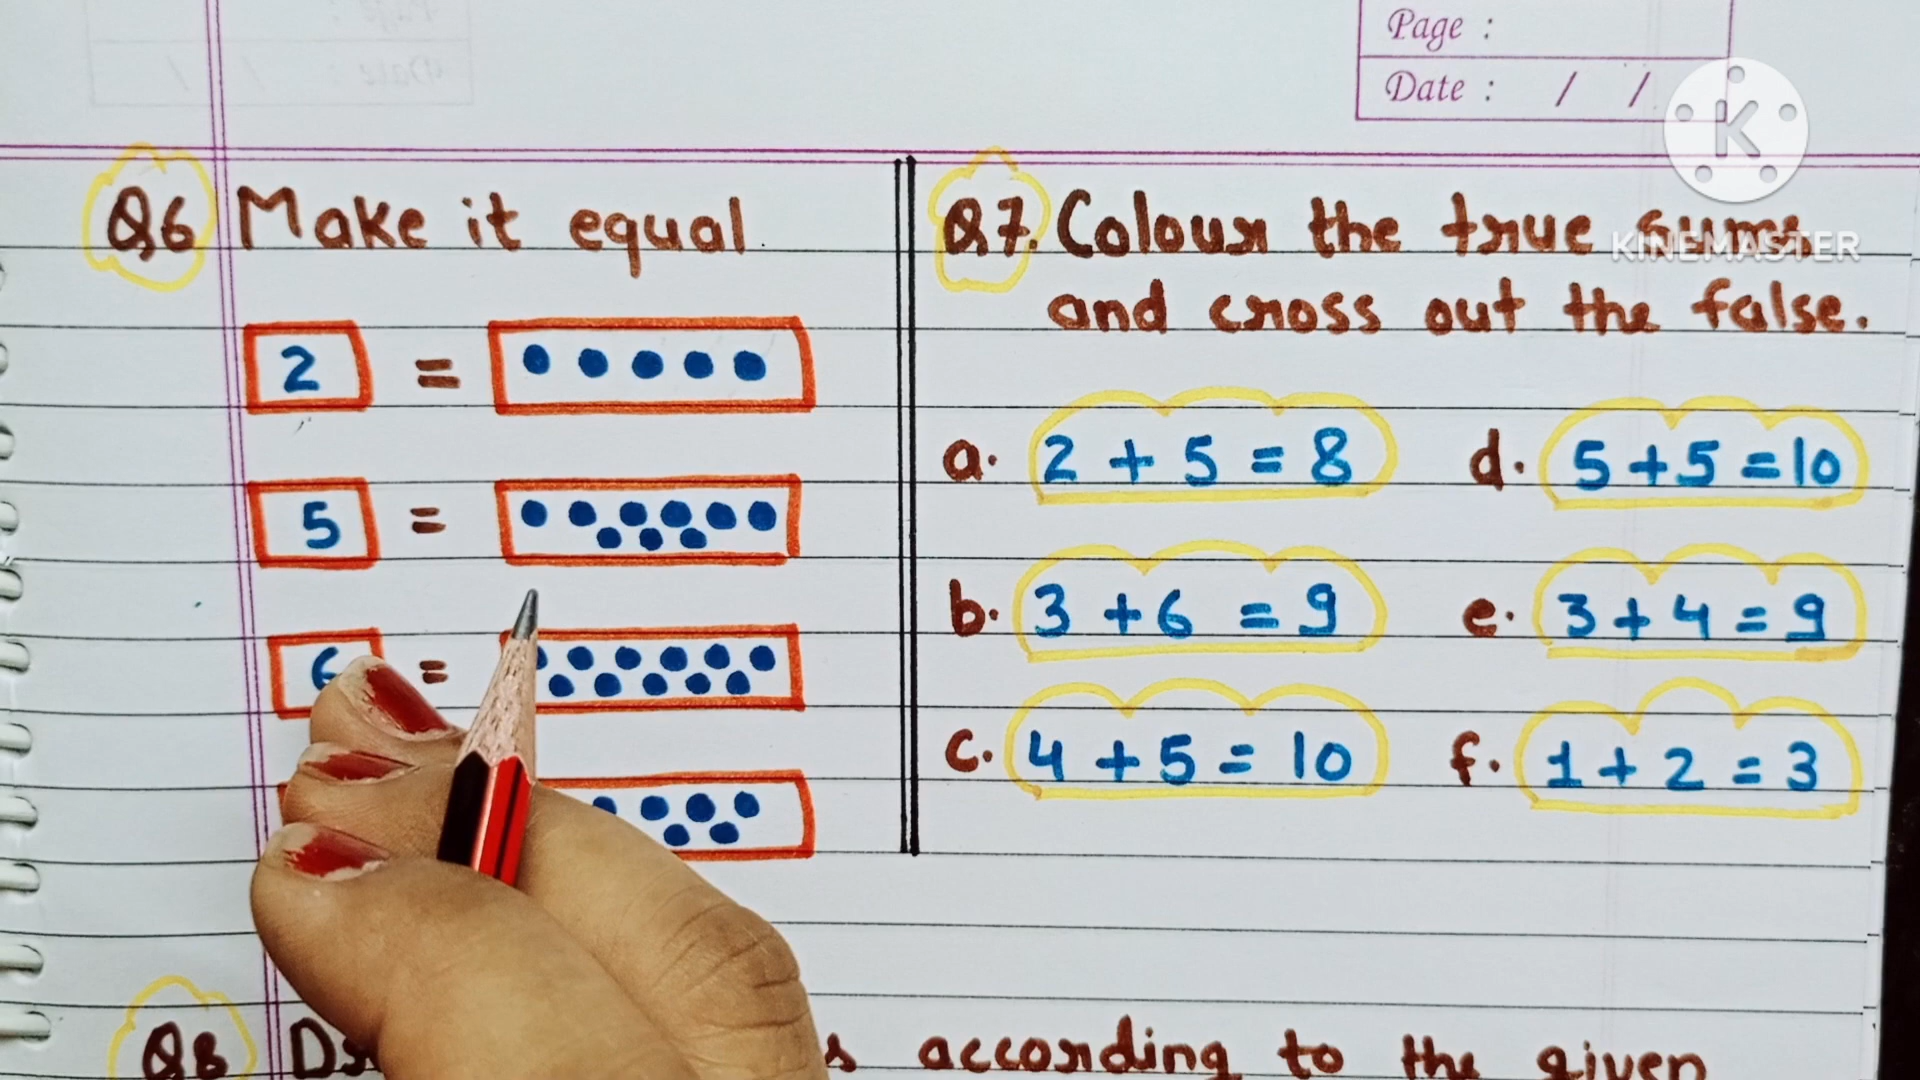 Page :
Date : / /
K
KINEMASTER
Q6 Make it equal
2 =
5 =
6 =
Q7. Colour the true sums
and cross out the false.
a. 2 + 5 = 8
d. 5 + 5 = 10
b. 3 + 6 = 9
e. 3 + 4 = 9
c. 4 + 5 = 10
f. 1 + 2 = 3
Q8 according to the given